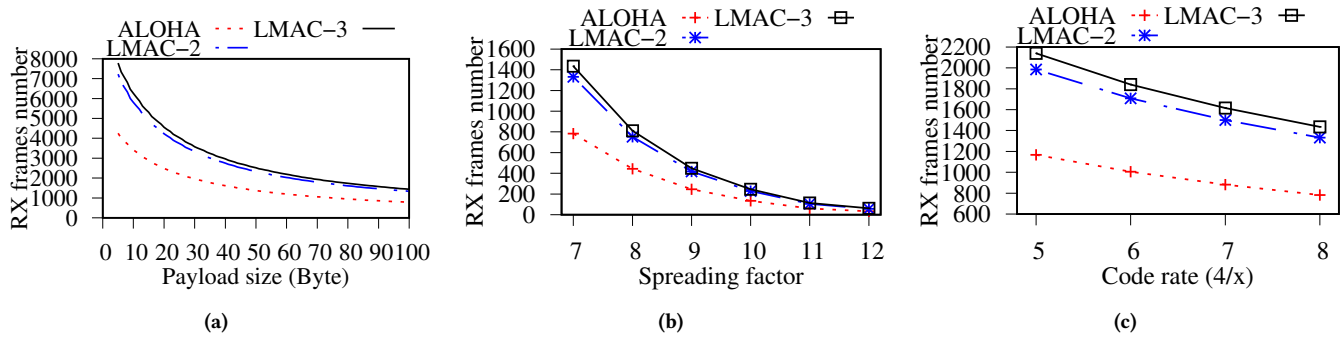 ALOHA
LMAC−3
LMAC−2
RX frames number
8000
7000
6000
5000
4000
3000
2000
1000
0
0 10 20 30 40 50 60 70 80 90100
Payload size (Byte)
(a)
ALOHA
LMAC−3
LMAC−2
RX frames number
1600
1400
1200
1000
800
600
400
200
0
7 8 9 10 11 12
Spreading factor
(b)
ALOHA
LMAC−3
LMAC−2
RX frames number
2200
2000
1800
1600
1400
1200
1000
800
600
5 6 7 8
Code rate (4/x)
(c)